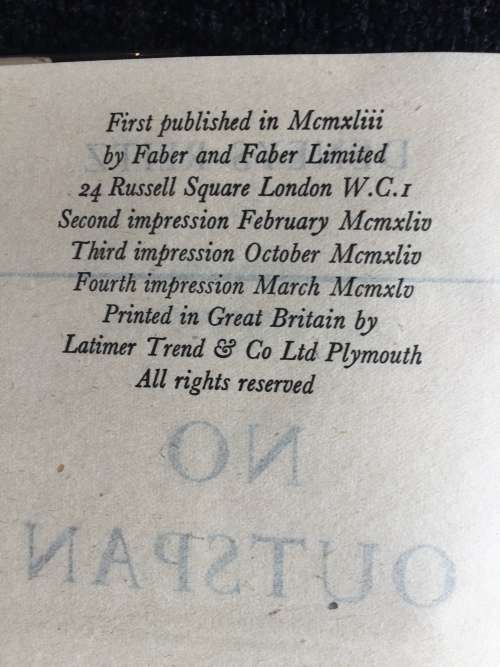 First published in Mcmxliii
by Faber and Faber Limited
24 Russell Square London W.C.1
Second impression February Mcmxliv
Third impression October Mcmxliv
Fourth impression March Mcmxlv
Printed in Great Britain by
Latimer Trend & Co Ltd Plymouth
All rights reserved
NO
OUTSPAN